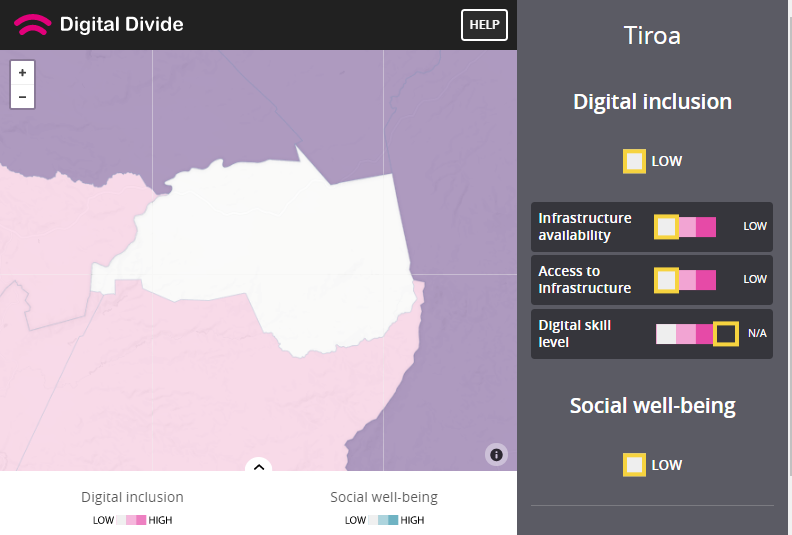 Digital Divide
HELP
+
−
Digital inclusion
LOW HIGH
Social well-being
LOW HIGH
Tiroa
Digital inclusion
LOW
Infrastructure
availability
LOW
Access to
infrastructure
LOW
Digital skill
level
N/A
Social well-being
LOW